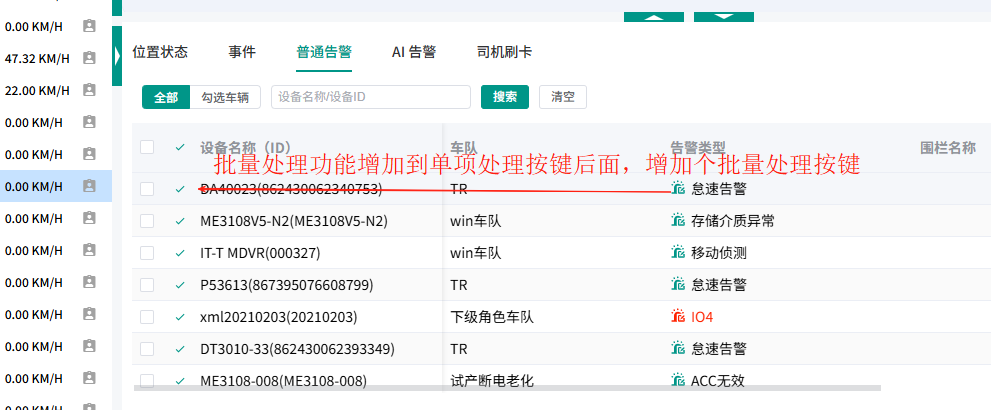 0.00 KM/H
47.32 KM/H
22.00 KM/H
0.00 KM/H
0.00 KM/H
0.00 KM/H
0.00 KM/H
0.00 KM/H
0.00 KM/H
0.00 KM/H
0.00 KM/H
0.00 KM/H
0.00 KM/H
位置状态 事件 普通告警 AI 告警 司机刷卡
全部 勾选车辆 设备名称/设备ID 搜索 清空
设备名称（ID） 车队 告警类型 围栏名称
批量处理功能增加到单项处理按键后面，增加个批量处理按键
DA40023(862430062340753) TR 怠速告警
ME3108V5-N2(ME3108V5-N2) win车队 存储介质异常
IT-T MDVR(000327) win车队 移动侦测
P53613(867395076608799) TR 怠速告警
xml20210203(20210203) 下级角色车队 IO4
DT3010-33(862430062393349) TR 怠速告警
ME3108-008(ME3108-008) 试产断电老化 ACC无效